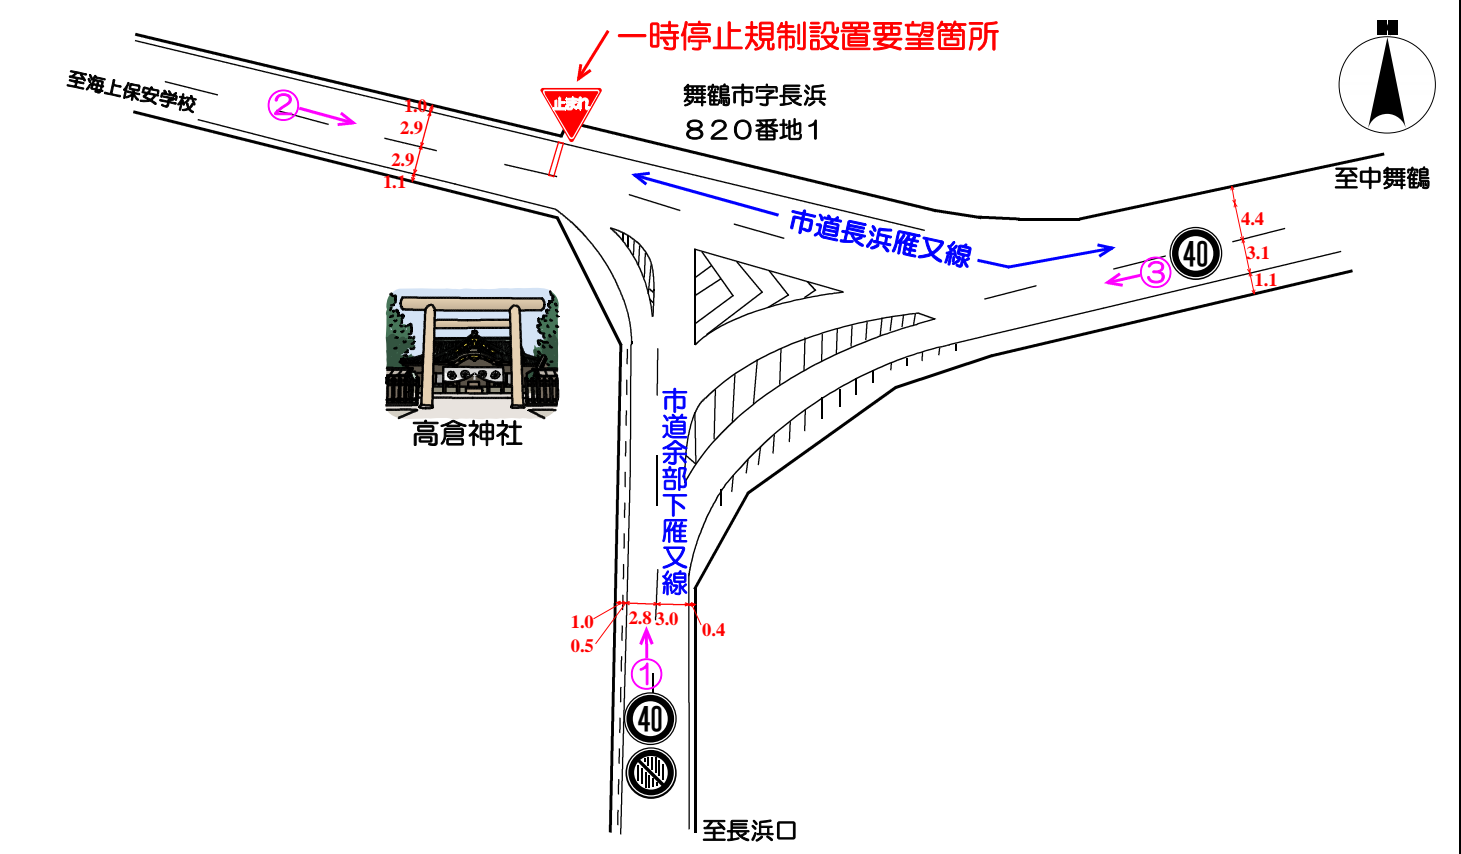 一時停止規制設置要望箇所
至海上保安学校
②
1.0
2.9
2.9
1.1
止まれ
舞鶴市字長浜
820番地1
至中舞鶴
市道長浜雁又線
4.4
3.1
1.1
40
③
高倉神社
市道余部下雁又線
1.0
0.5
2.8
3.0
0.4
①
40
至長浜口